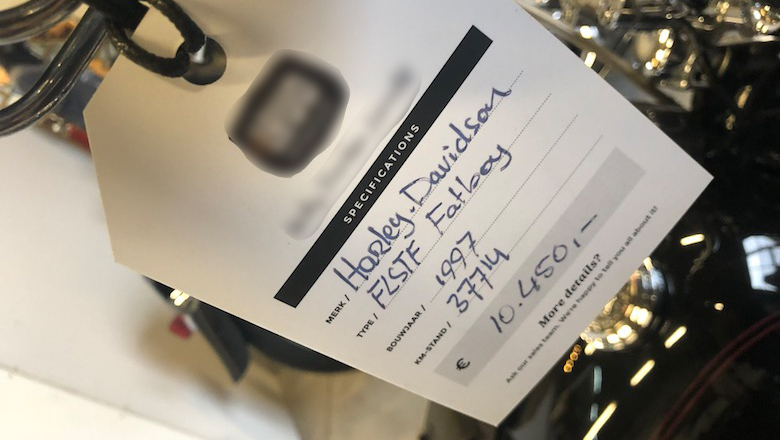 SPECIFICATIONS
MERK / Harley-Davidson
TYPE / FLSTF Fatboy
BOUWJAAR / 1997
KM-STAND / 37714
€ 10.450,-
More details?
Ask our sales team. We're happy to tell you all about it!